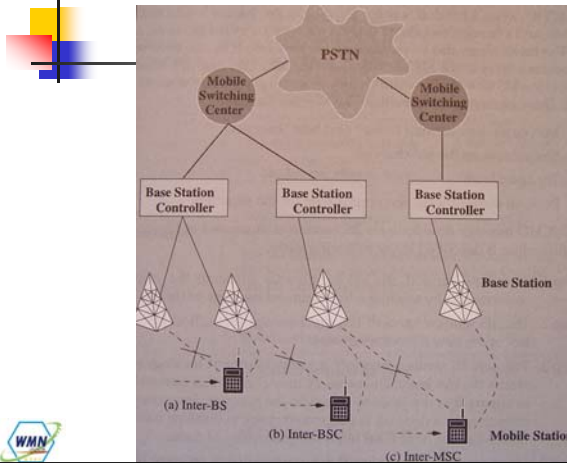 PSTN
Mobile
Switching
Center
Mobile
Switching
Center
Base Station
Controller
Base Station
Controller
Base Station
Controller
Base Station
(a) Inter-BS
(b) Inter-BSC
(c) Inter-MSC
Mobile Station
WMN